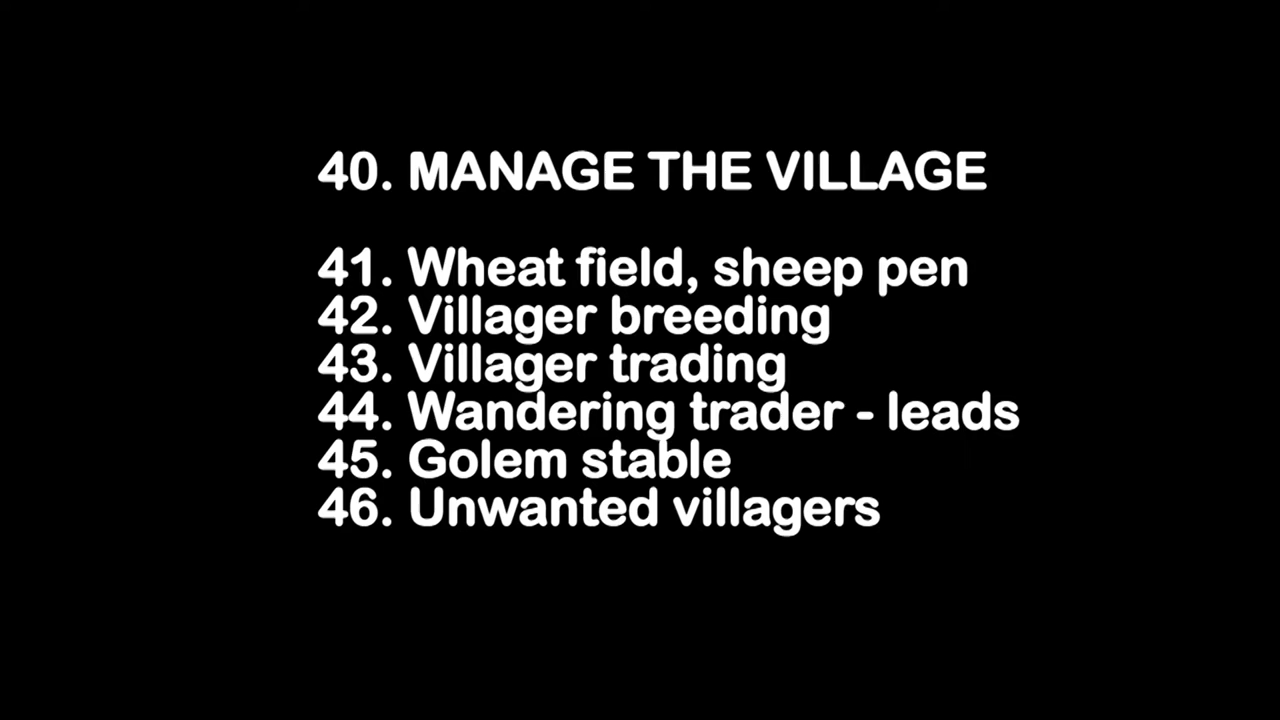 40. MANAGE THE VILLAGE
41. Wheat field, sheep pen
42. Villager breeding
43. Villager trading
44. Wandering trader - leads
45. Golem stable
46. Unwanted villagers